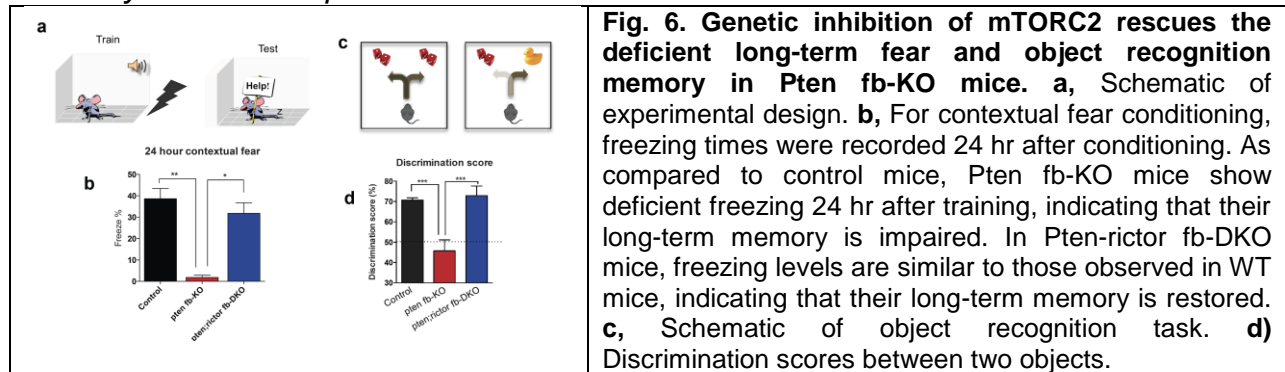 a
Train
Test
Help!
c
24 hour contextual fear
b
Freeze %
50
40
30
20
10
0
**
*
Control
pten fb-KO
pten;rictor fb-DKO
Discrimination score
d
Discrimination score (%)
80
70
60
50
40
30
***
***
Control
pten fb-KO
pten;rictor fb-DKO
Fig. 6. Genetic inhibition of mTORC2 rescues the
deficient long-term fear and object recognition
memory in Pten fb-KO mice. a, Schematic of
experimental design. b, For contextual fear conditioning,
freezing times were recorded 24 hr after conditioning. As
compared to control mice, Pten fb-KO mice show
deficient freezing 24 hr after training, indicating that their
long-term memory is impaired. In Pten-rictor fb-DKO
mice, freezing levels are similar to those observed in WT
mice, indicating that their long-term memory is restored.
c, Schematic of object recognition task. d)
Discrimination scores between two objects.